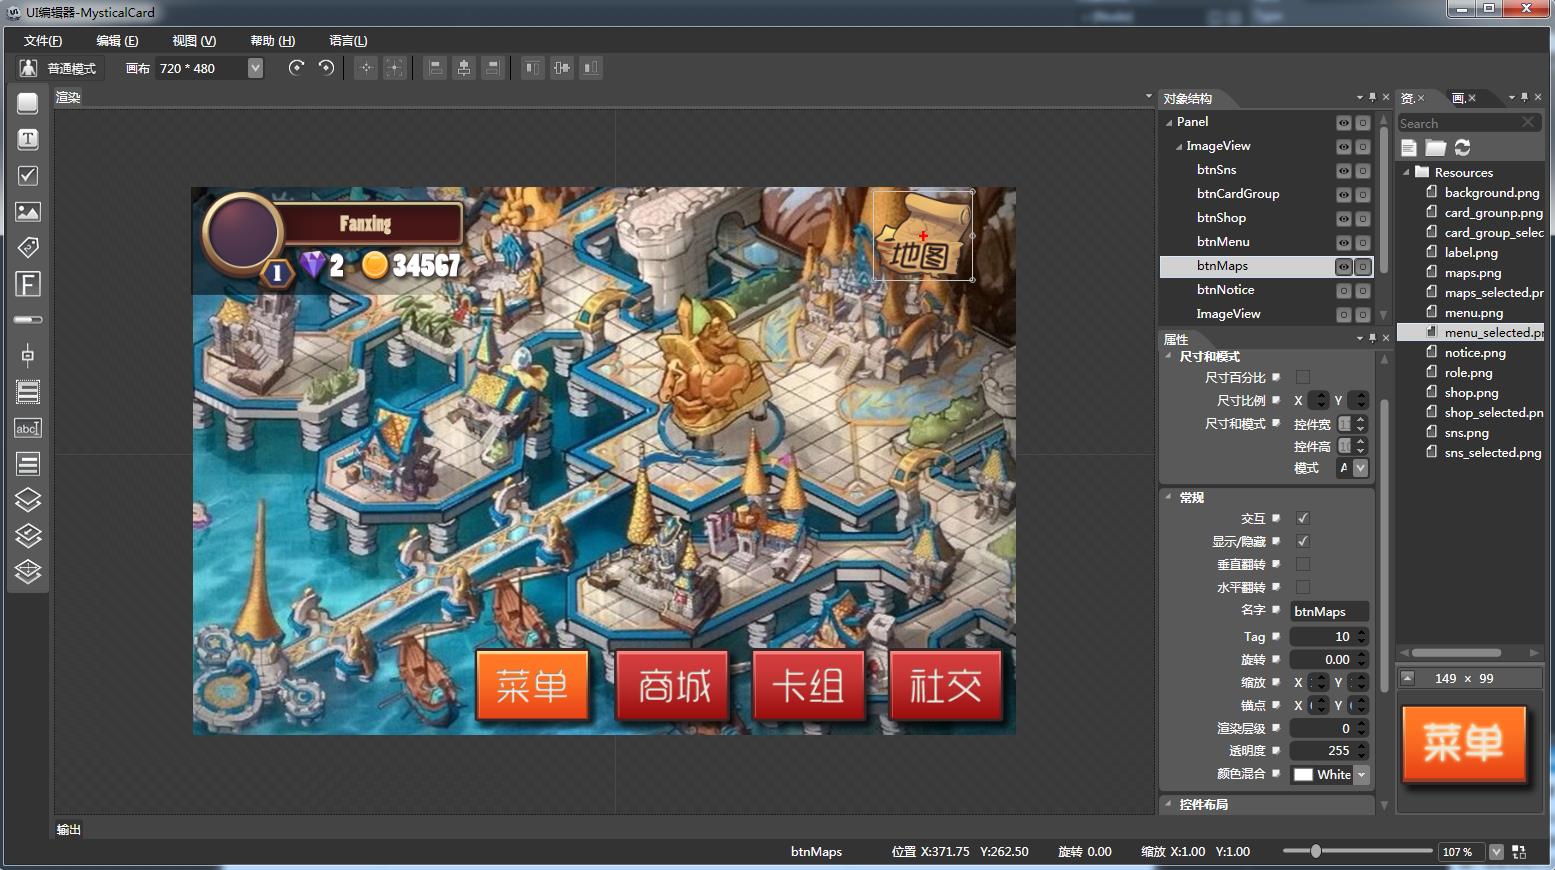 UI编辑器-MysticalCard
文件(F) 编辑 (E) 视图 (V) 帮助 (H) 语言(L)
普通模式 画布 720 * 480
渲染
Fanxing
1 2 34567
地图
菜单 商城 卡组 社交
输出
对象结构
Panel
ImageView
btnSns
btnCardGroup
btnShop
btnMenu
btnMaps
btnNotice
ImageView
属性
尺寸和模式
尺寸百分比
尺寸比例 X Y
尺寸和模式 控件宽
控件高
模式 A
常规
交互
显示/隐藏
垂直翻转
水平翻转
名字 btnMaps
Tag 10
旋转 0.00
缩放 X Y
锚点 X Y
渲染层级 0
透明度 255
颜色混合 White
控件布局
资. 画.
Search
Resources
background.png
card_grounp.png
card_group_selec
label.png
maps.png
maps_selected.pr
menu.png
menu_selected.pr
notice.png
role.png
shop.png
shop_selected.pn
sns.png
sns_selected.png
149 x 99
菜单
btnMaps 位置 X:371.75 Y:262.50 旋转 0.00 缩放 X:1.00 Y:1.00 107 %